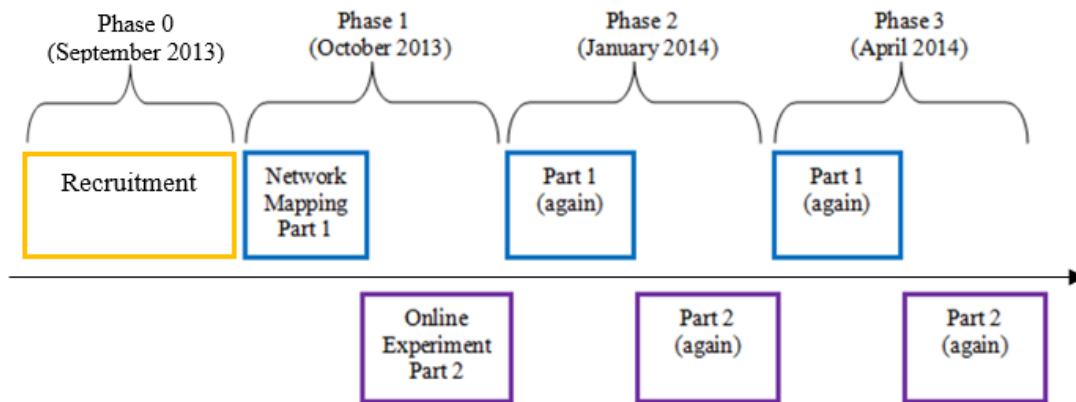 Phase 0
(September 2013)
Phase 1
(October 2013)
Phase 2
(January 2014)
Phase 3
(April 2014)
Recruitment
Network
Mapping
Part 1
Part 1
(again)
Part 1
(again)
Online
Experiment
Part 2
Part 2
(again)
Part 2
(again)